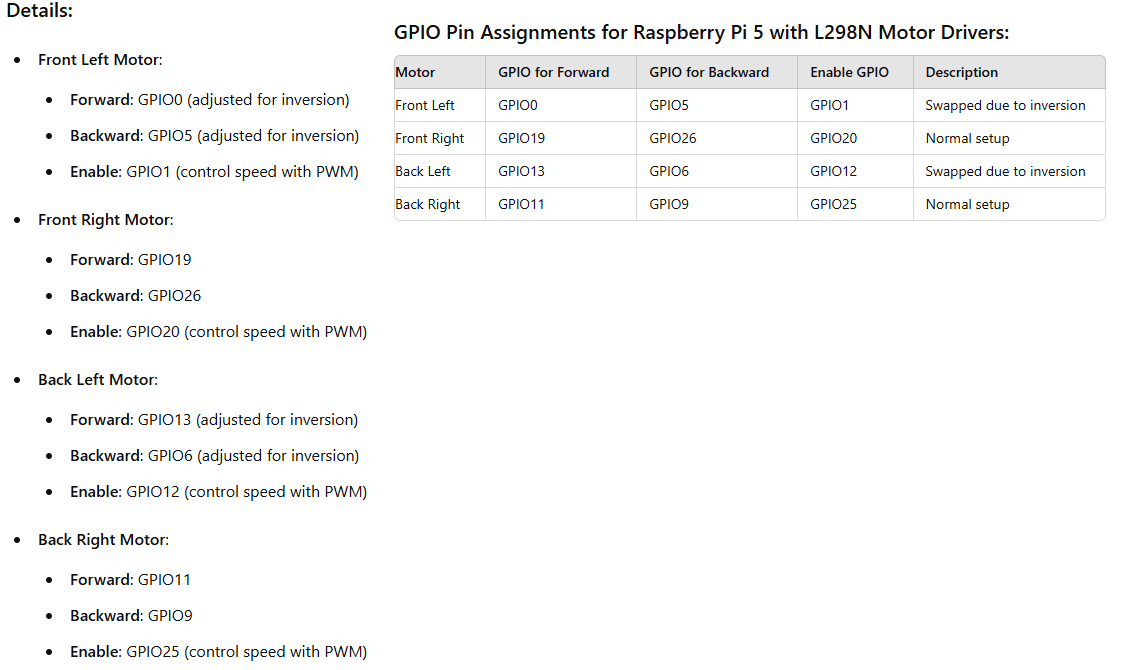 Details:
Front Left Motor:
Forward: GPIO0 (adjusted for inversion)
Backward: GPIO5 (adjusted for inversion)
Enable: GPIO1 (control speed with PWM)
Front Right Motor:
Forward: GPIO19
Backward: GPIO26
Enable: GPIO20 (control speed with PWM)
Back Left Motor:
Forward: GPIO13 (adjusted for inversion)
Backward: GPIO6 (adjusted for inversion)
Enable: GPIO12 (control speed with PWM)
Back Right Motor:
Forward: GPIO11
Backward: GPIO9
Enable: GPIO25 (control speed with PWM)
GPIO Pin Assignments for Raspberry Pi 5 with L298N Motor Drivers:
Motor GPIO for Forward GPIO for Backward Enable GPIO Description
Front Left GPIO0 GPIO5 GPIO1 Swapped due to inversion
Front Right GPIO19 GPIO26 GPIO20 Normal setup
Back Left GPIO13 GPIO6 GPIO12 Swapped due to inversion
Back Right GPIO11 GPIO9 GPIO25 Normal setup